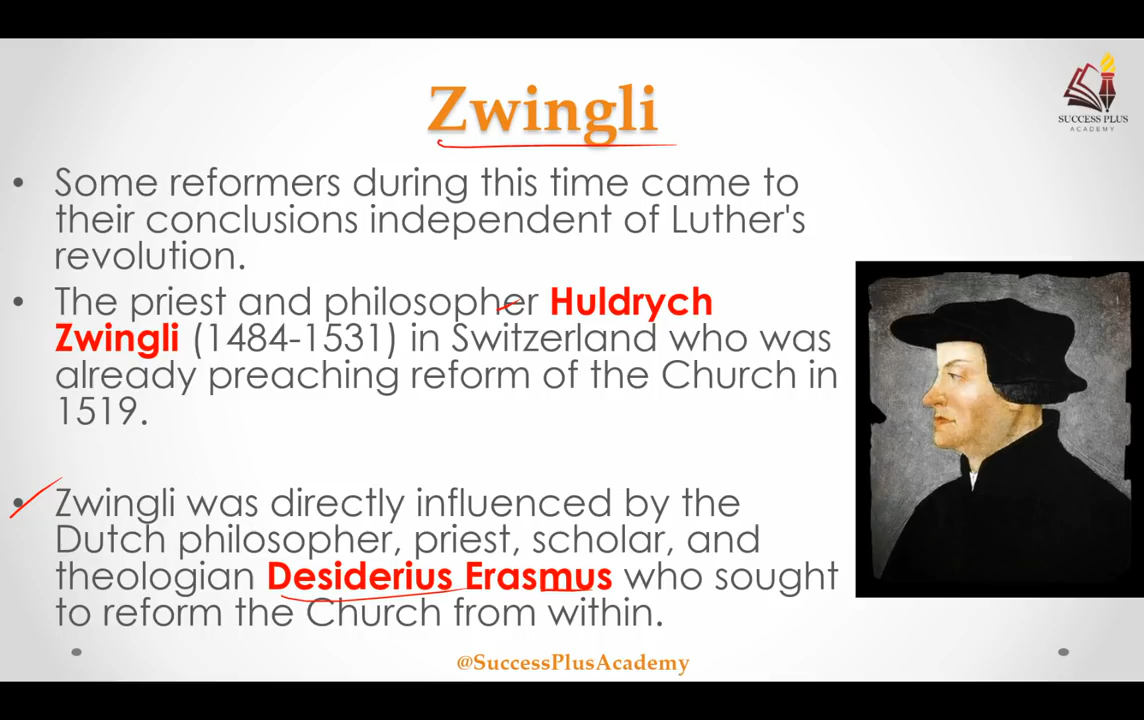 Zwingli
SUCCESS PLUS
ACADEMY
• Some reformers during this time came to
their conclusions independent of Luther's
revolution.
• The priest and philosopher Huldrych
Zwingli (1484-1531) in Switzerland who was
already preaching reform of the Church in
1519.
• Zwingli was directly influenced by the
Dutch philosopher, priest, scholar, and
theologian Desiderius Erasmus who sought
to reform the Church from within.
@SuccessPlusAcademy